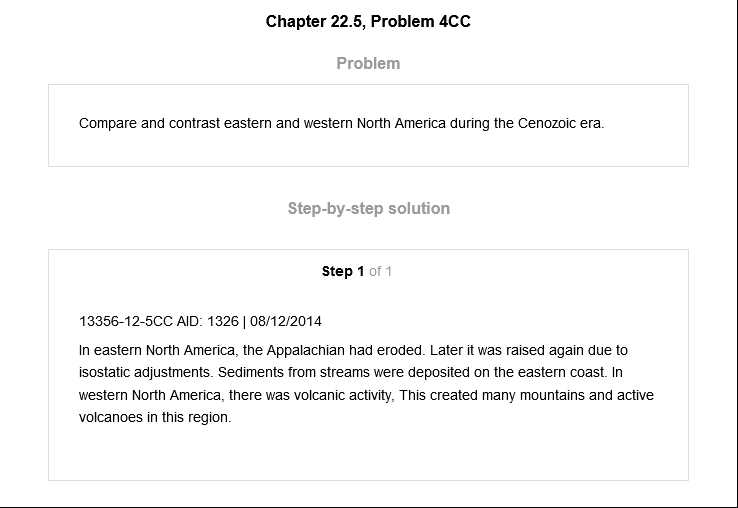 Chapter 22.5, Problem 4CC
Problem
Compare and contrast eastern and western North America during the Cenozoic era.
Step-by-step solution
Step 1 of 1
13356-12-5CC AID: 1326 | 08/12/2014
In eastern North America, the Appalachian had eroded. Later it was raised again due to
isostatic adjustments. Sediments from streams were deposited on the eastern coast. In
western North America, there was volcanic activity, This created many mountains and active
volcanoes in this region.